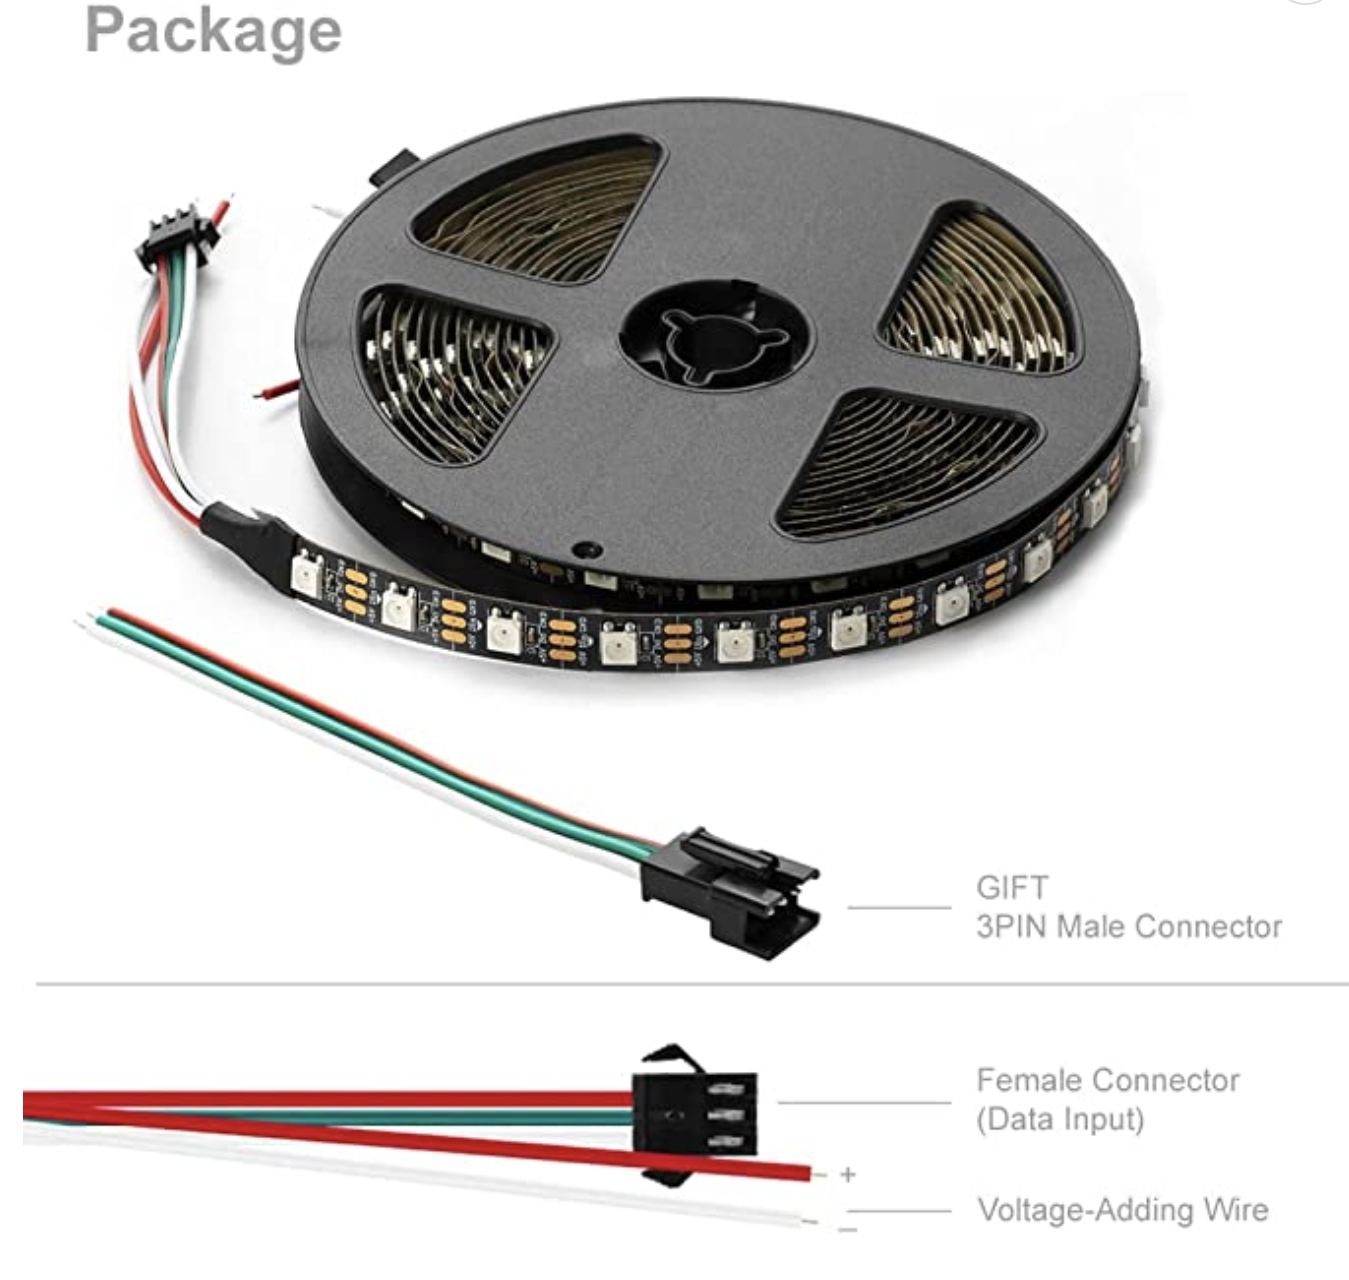 Package
GIFT
3PIN Male Connector
Female Connector
(Data Input)
+
Voltage-Adding Wire
–